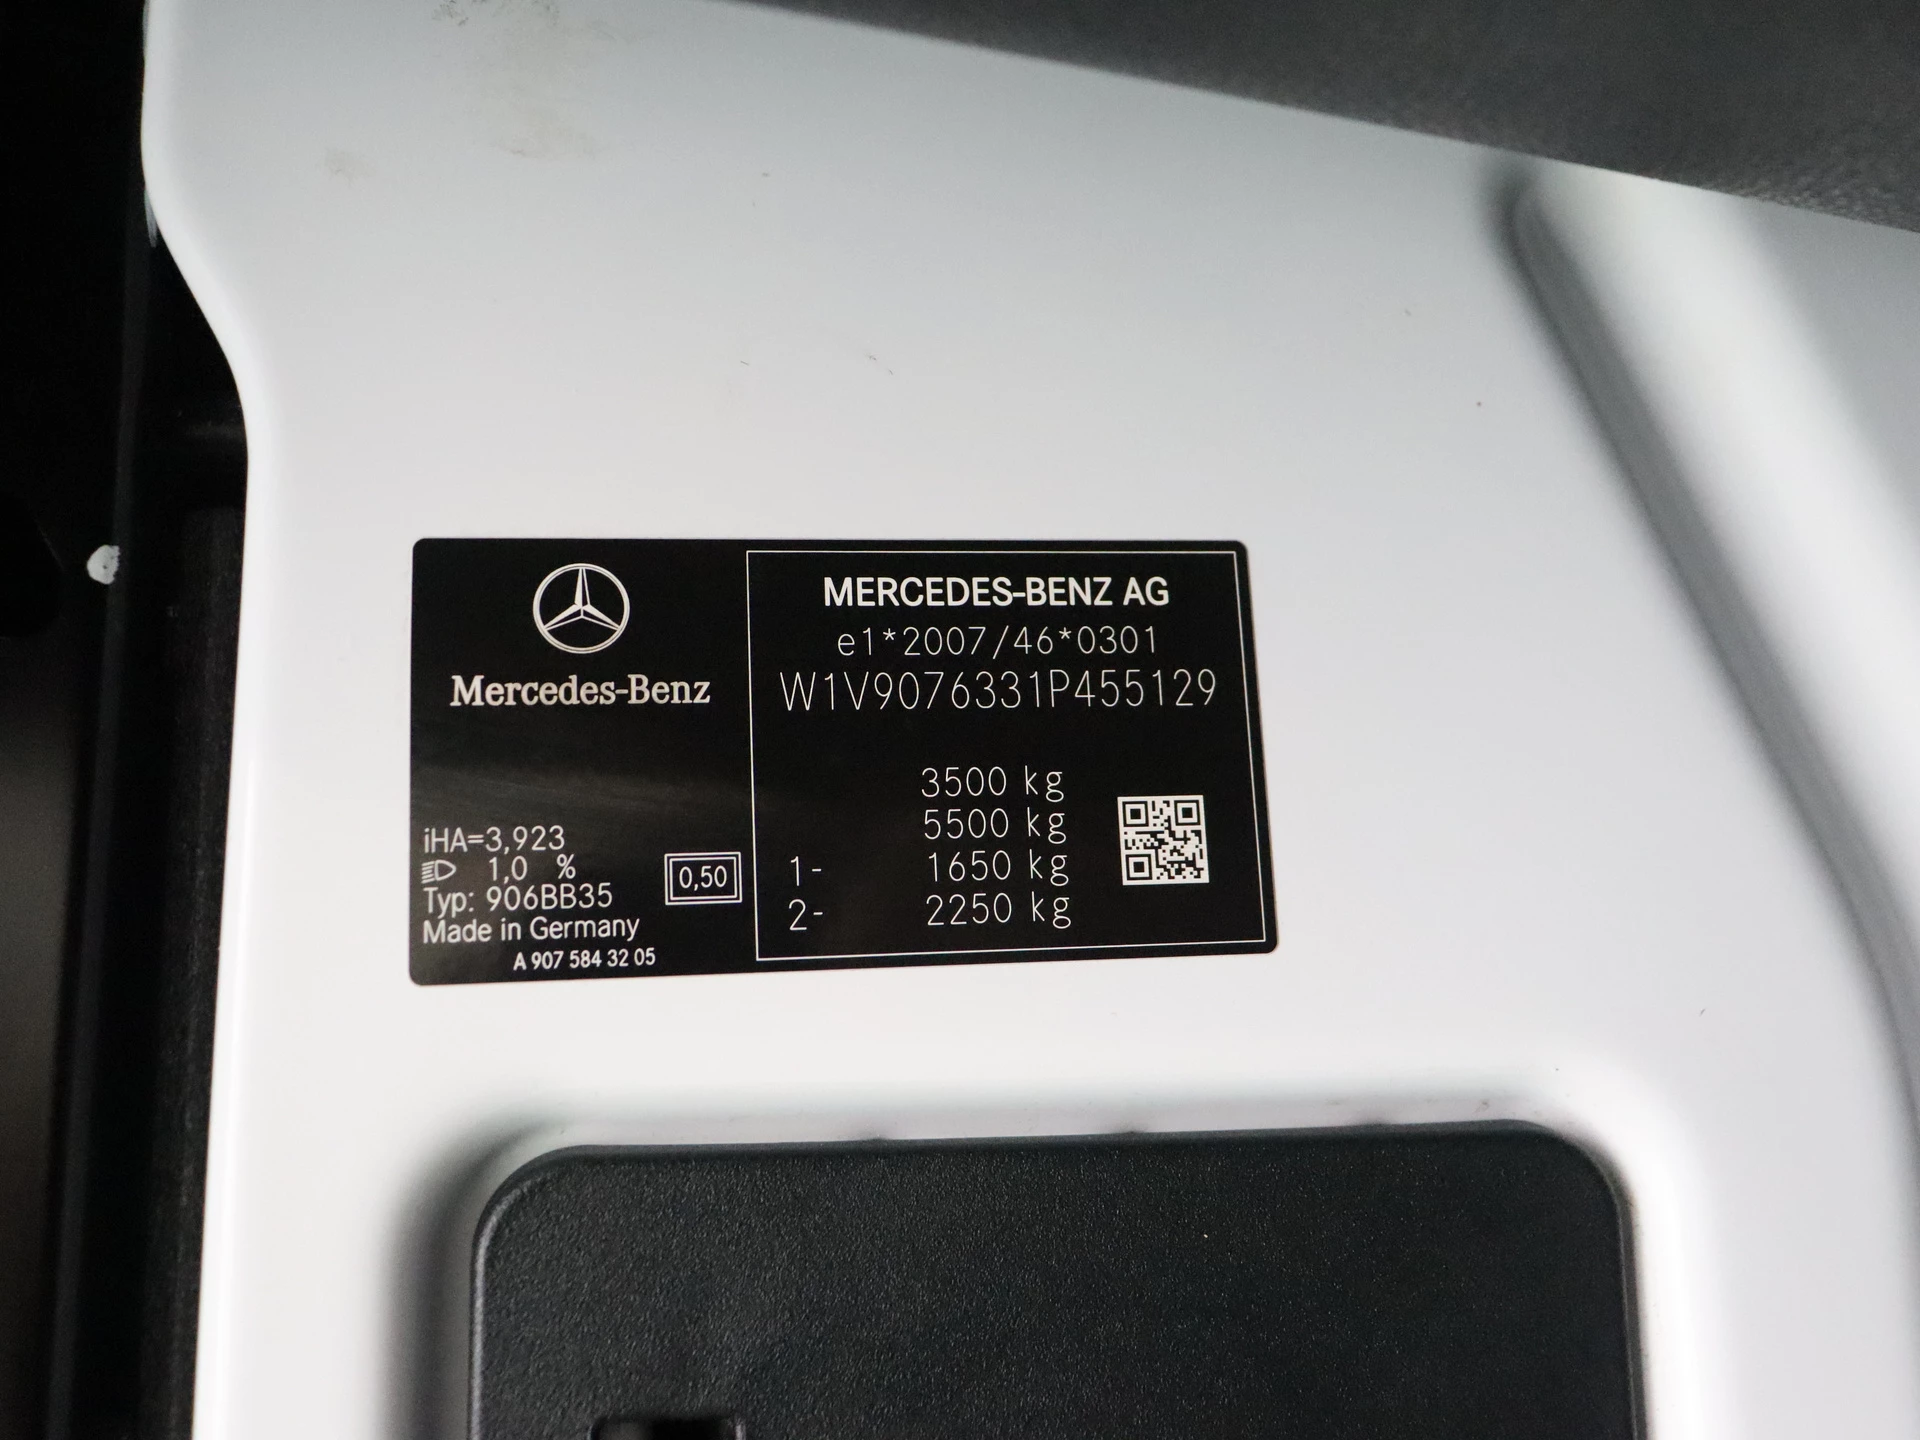 Mercedes-Benz
iHA=3,923
1,0 %
Typ: 906BB35
Made in Germany
A 907 584 32 05
0,50
MERCEDES-BENZ AG
e1*2007/46*0301
W1V9076331P455129
3500 kg
5500 kg
1- 1650 kg
2- 2250 kg